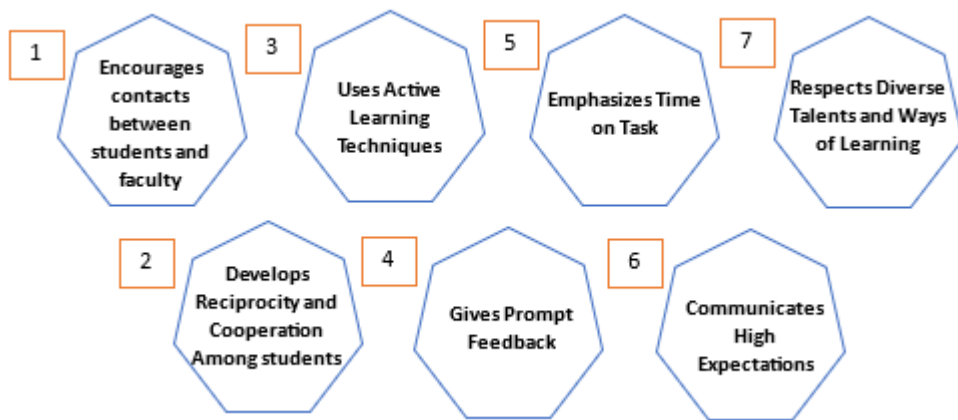 1
Encourages
contacts
between
students and
faculty
2
Develops
Reciprocity and
Cooperation
Among students
3
Uses Active
Learning
Techniques
4
Gives Prompt
Feedback
5
Emphasizes Time
on Task
6
Communicates
High
Expectations
7
Respects Diverse
Talents and Ways
of Learning